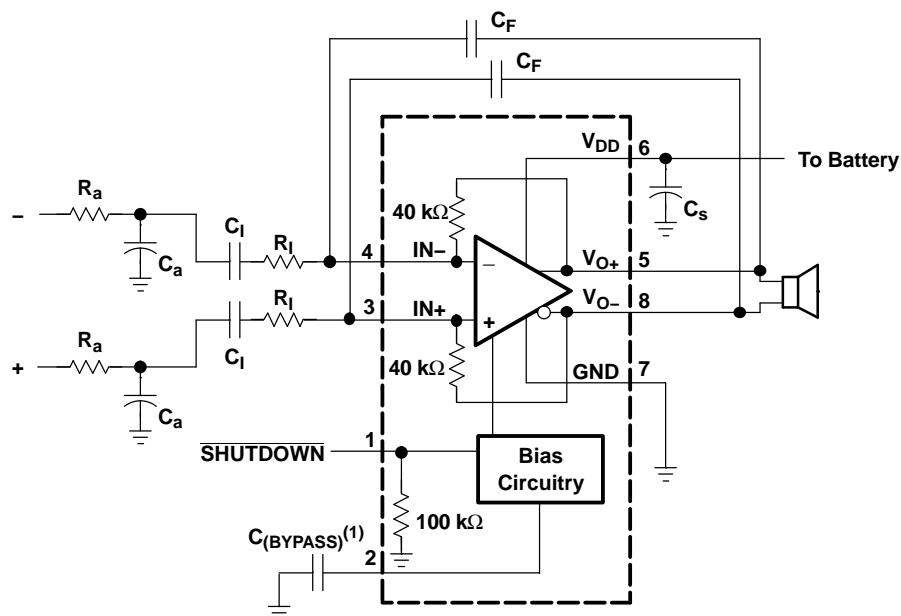 C_F
C_F
V_DD 6
To Battery
R_a
40 kΩ
C_s
−
C_I
R_I
4 IN−
−
V_O+ 5
C_a
R_I
3 IN+
+
V_O− 8
R_a
C_I
+
40 kΩ
GND 7
C_a
SHUTDOWN
1
Bias
Circuitry
100 kΩ
C_(BYPASS)^(1)
2